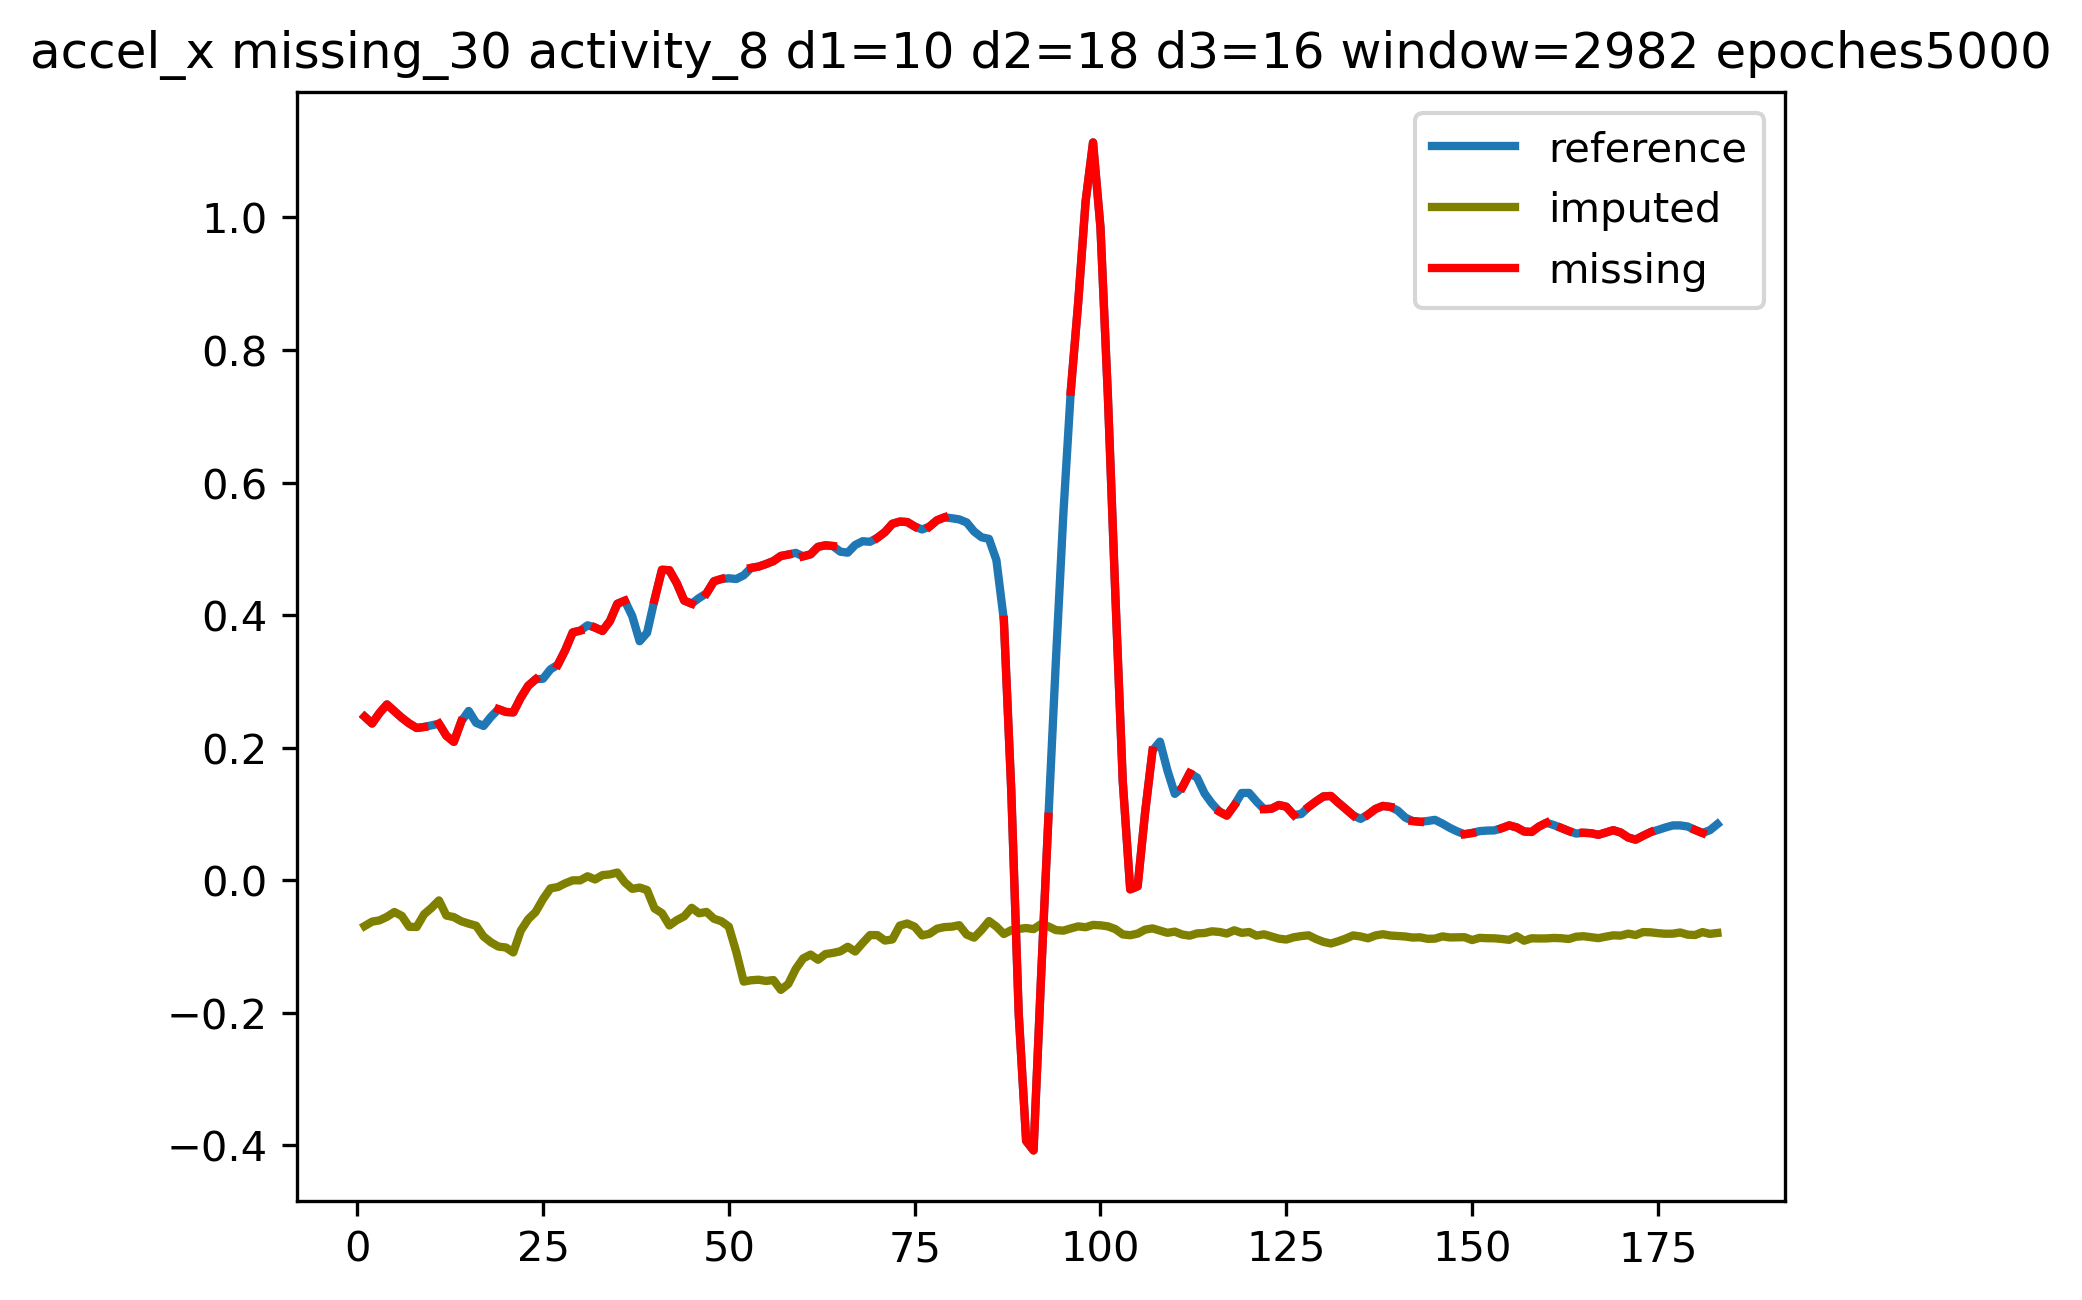 accel_x missing_30 activity_8 d1=10 d2=18 d3=16 window=2982 epoches5000
reference
imputed
missing
1.0
0.8
0.6
0.4
0.2
0.0
−0.2
−0.4
0 25 50 75 100 125 150 175